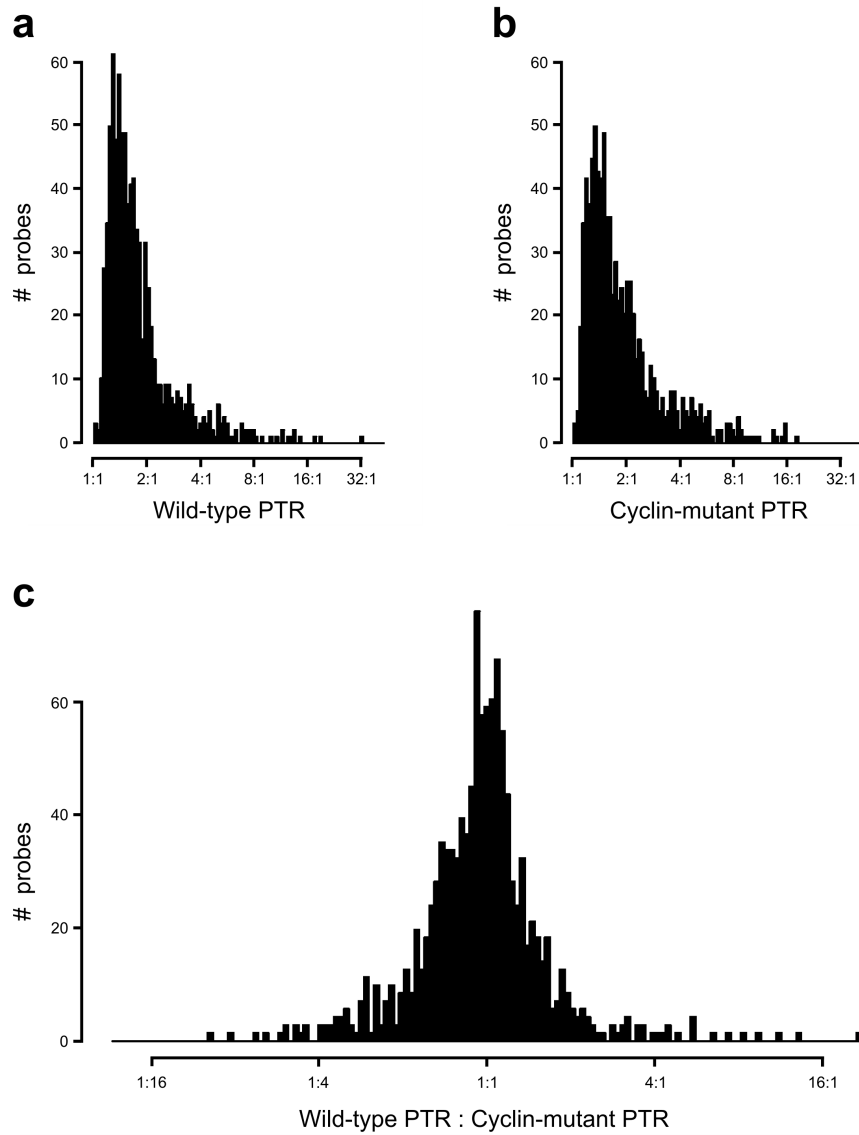 a
b
60
50
40
30
20
10
0
# probes
1:1 2:1 4:1 8:1 16:1 32:1
Wild-type PTR
60
50
40
30
20
10
0
# probes
1:1 2:1 4:1 8:1 16:1 32:1
Cyclin-mutant PTR
c
60
40
20
0
# probes
1:16 1:4 1:1 4:1 16:1
Wild-type PTR : Cyclin-mutant PTR